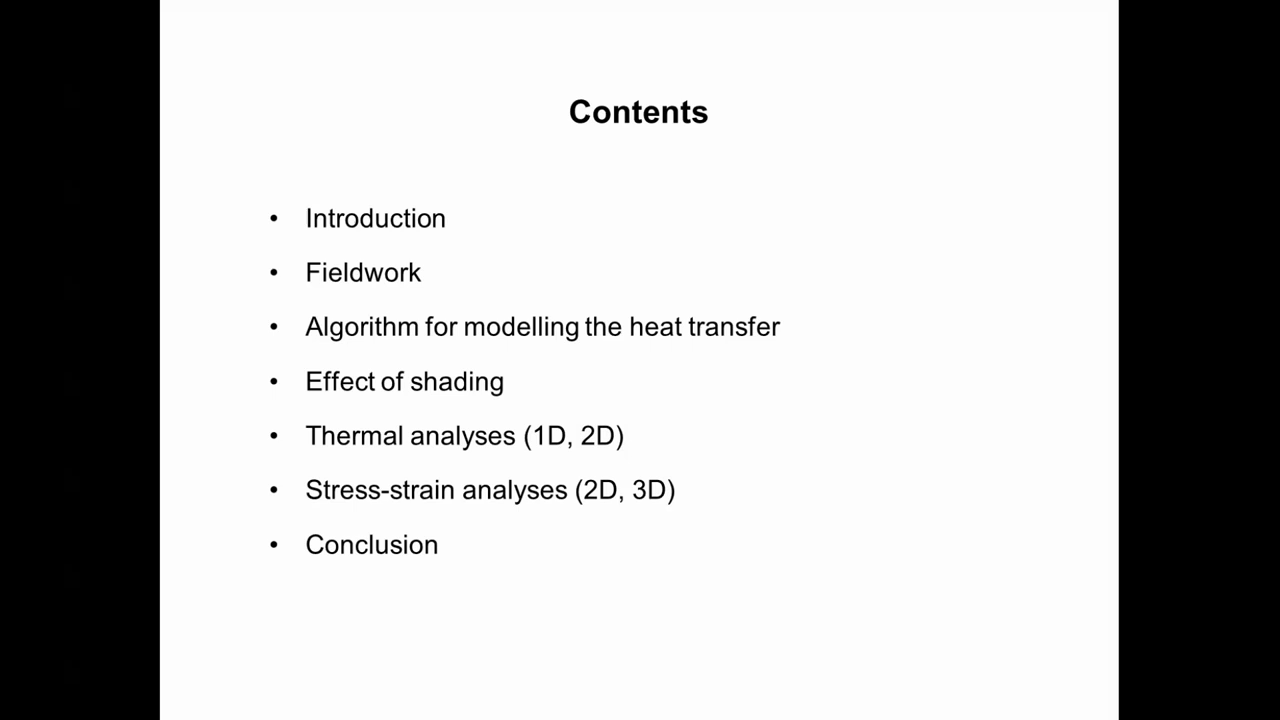 Contents
• Introduction
• Fieldwork
• Algorithm for modelling the heat transfer
• Effect of shading
• Thermal analyses (1D, 2D)
• Stress-strain analyses (2D, 3D)
• Conclusion